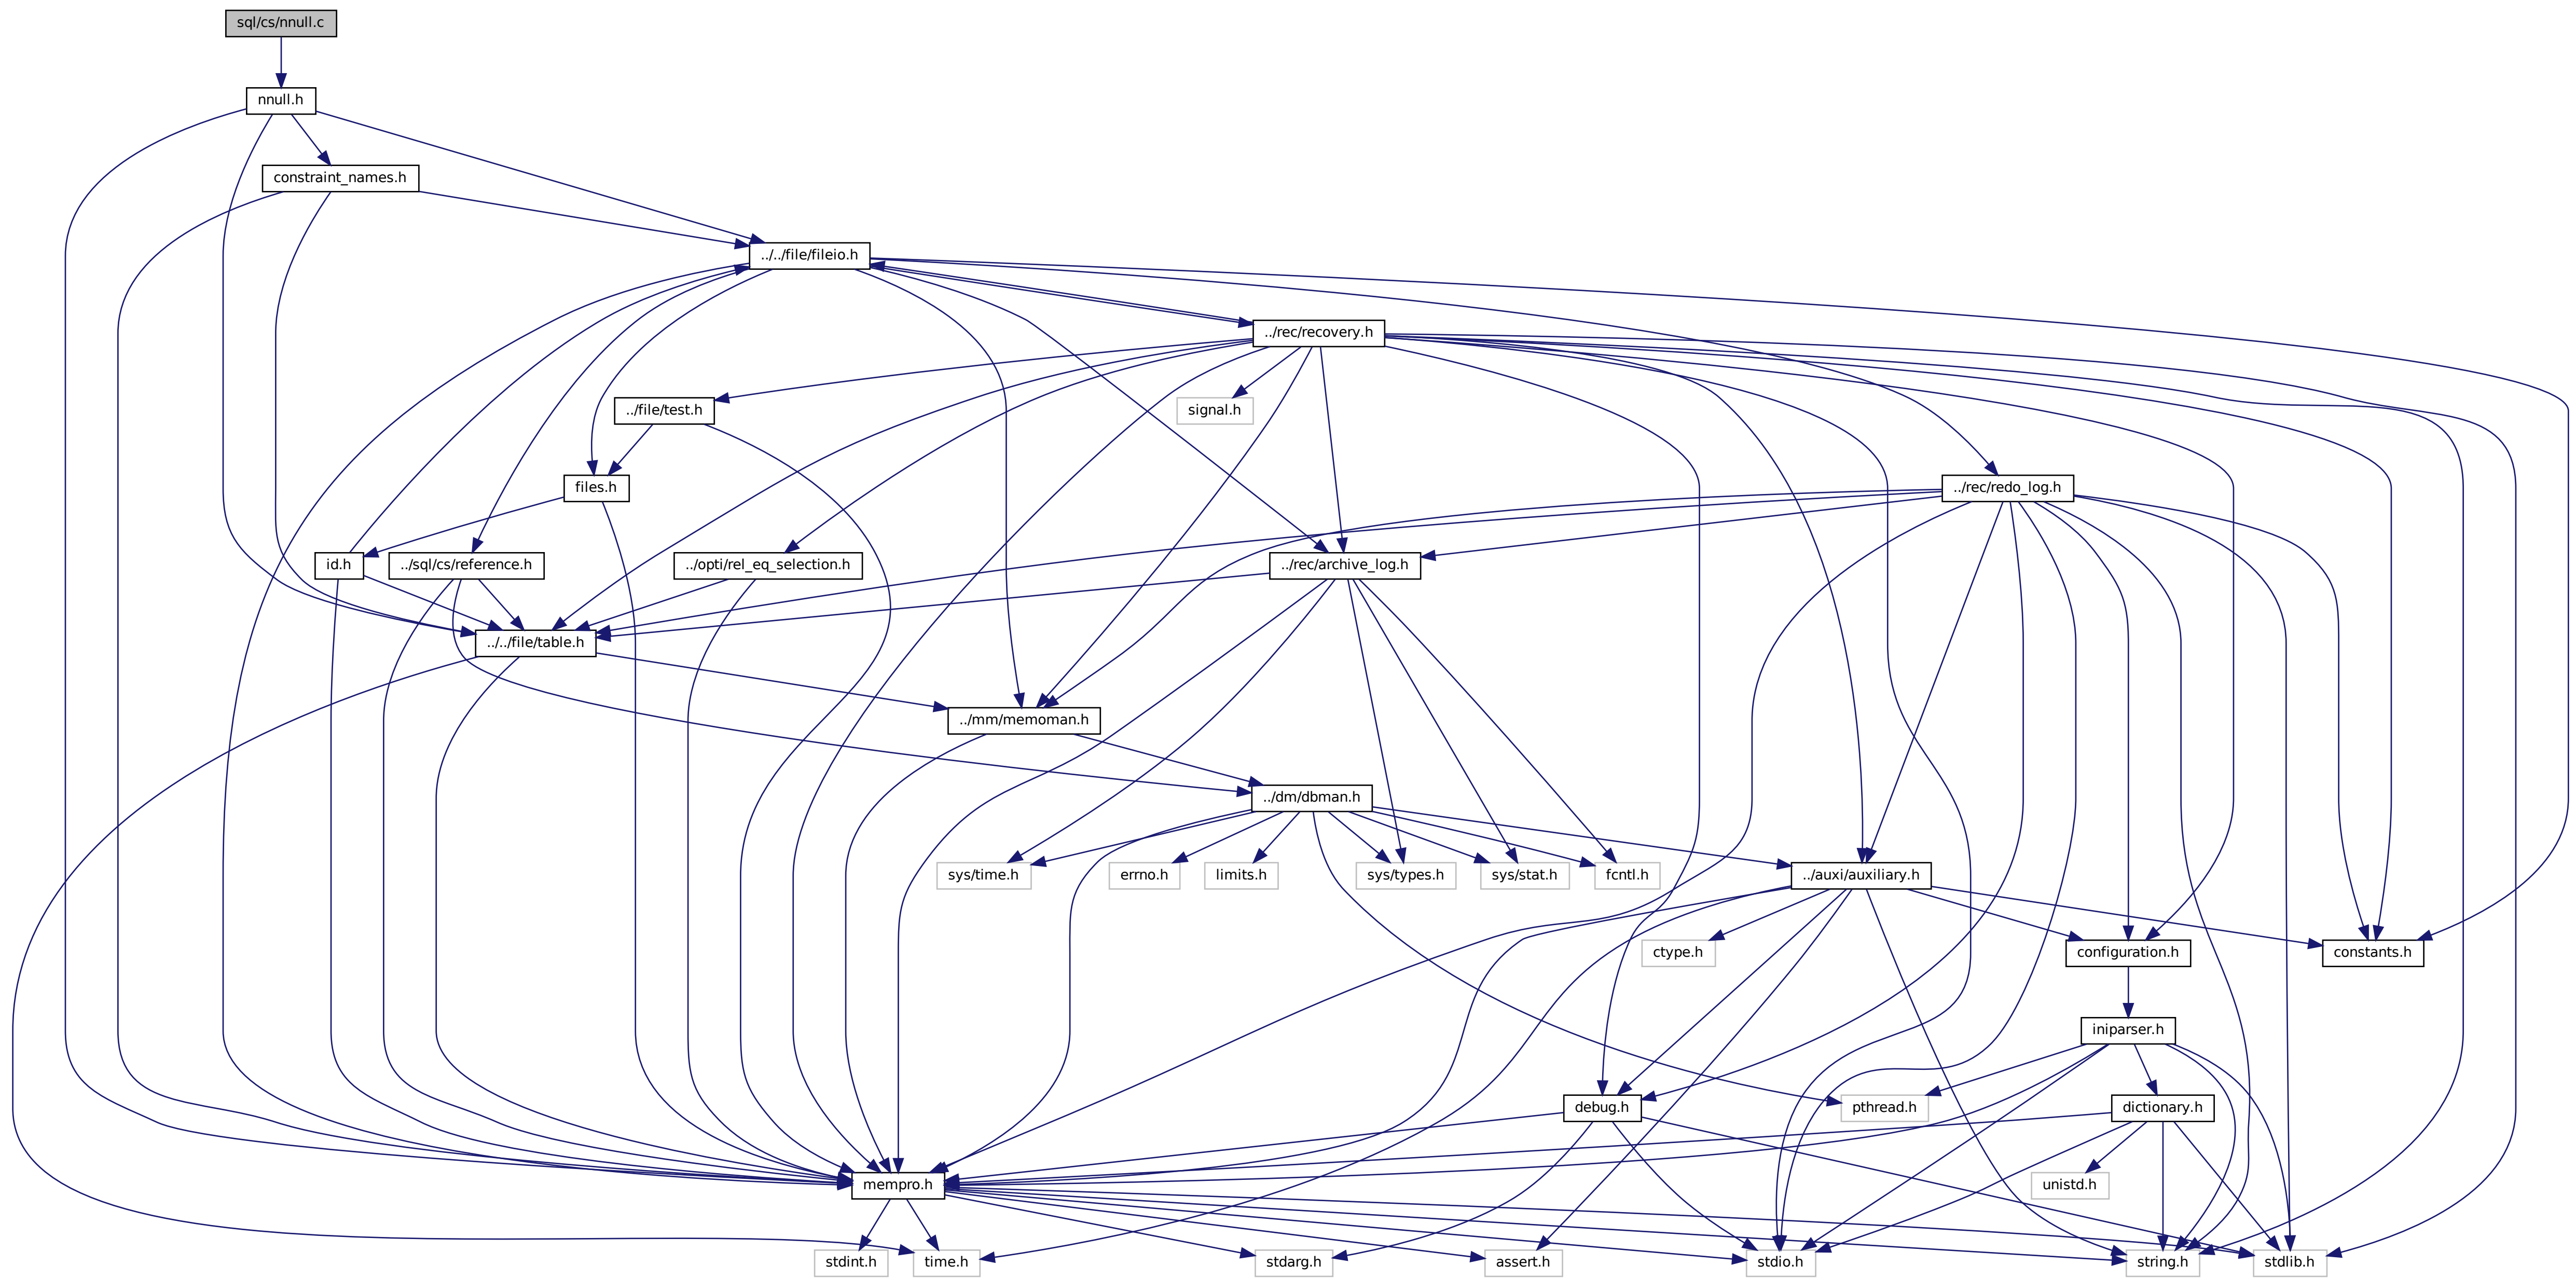 sql/cs/nnull.c
nnull.h
constraint_names.h
../../file/fileio.h
../rec/recovery.h
../file/test.h
signal.h
files.h
../rec/redo_log.h
id.h
../sql/cs/reference.h
../opti/rel_eq_selection.h
../rec/archive_log.h
../../file/table.h
../mm/memoman.h
../dm/dbman.h
sys/time.h
errno.h
limits.h
sys/types.h
sys/stat.h
fcntl.h
../auxi/auxiliary.h
ctype.h
configuration.h
constants.h
iniparser.h
debug.h
pthread.h
dictionary.h
mempro.h
unistd.h
stdint.h
time.h
stdarg.h
assert.h
stdio.h
string.h
stdlib.h